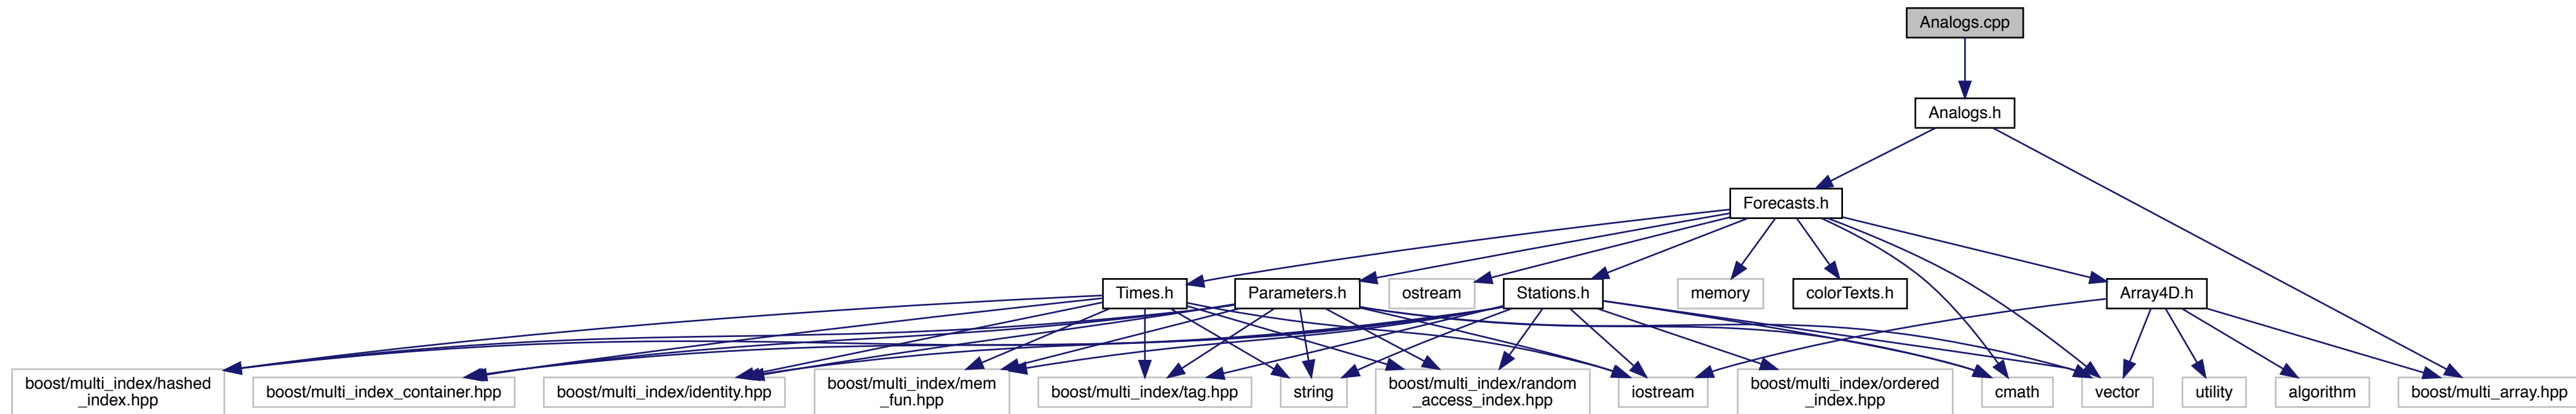 Analogs.cpp
Analogs.h
Forecasts.h
Times.h
Parameters.h
ostream
Stations.h
memory
colorTexts.h
Array4D.h
boost/multi_index/hashed
_index.hpp
boost/multi_index_container.hpp
boost/multi_index/identity.hpp
boost/multi_index/mem
_fun.hpp
boost/multi_index/tag.hpp
string
boost/multi_index/random
_access_index.hpp
iostream
boost/multi_index/ordered
_index.hpp
cmath
vector
utility
algorithm
boost/multi_array.hpp